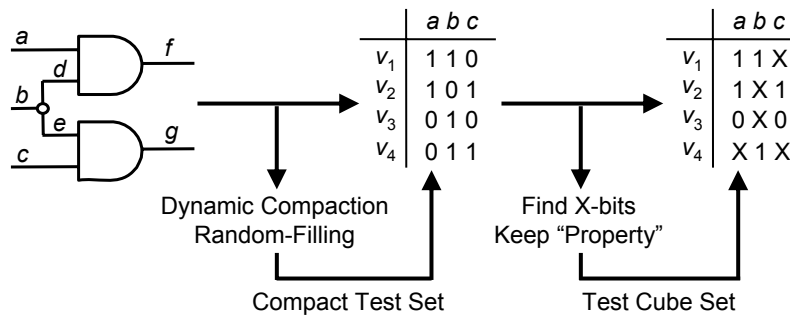 a
f
d
b
e
g
c
a b c
v1 1 1 0
v2 1 0 1
v3 0 1 0
v4 0 1 1
a b c
v1 1 1 X
v2 1 X 1
v3 0 X 0
v4 X 1 X
Dynamic Compaction
Random-Filling
Find X-bits
Keep “Property”
Compact Test Set
Test Cube Set